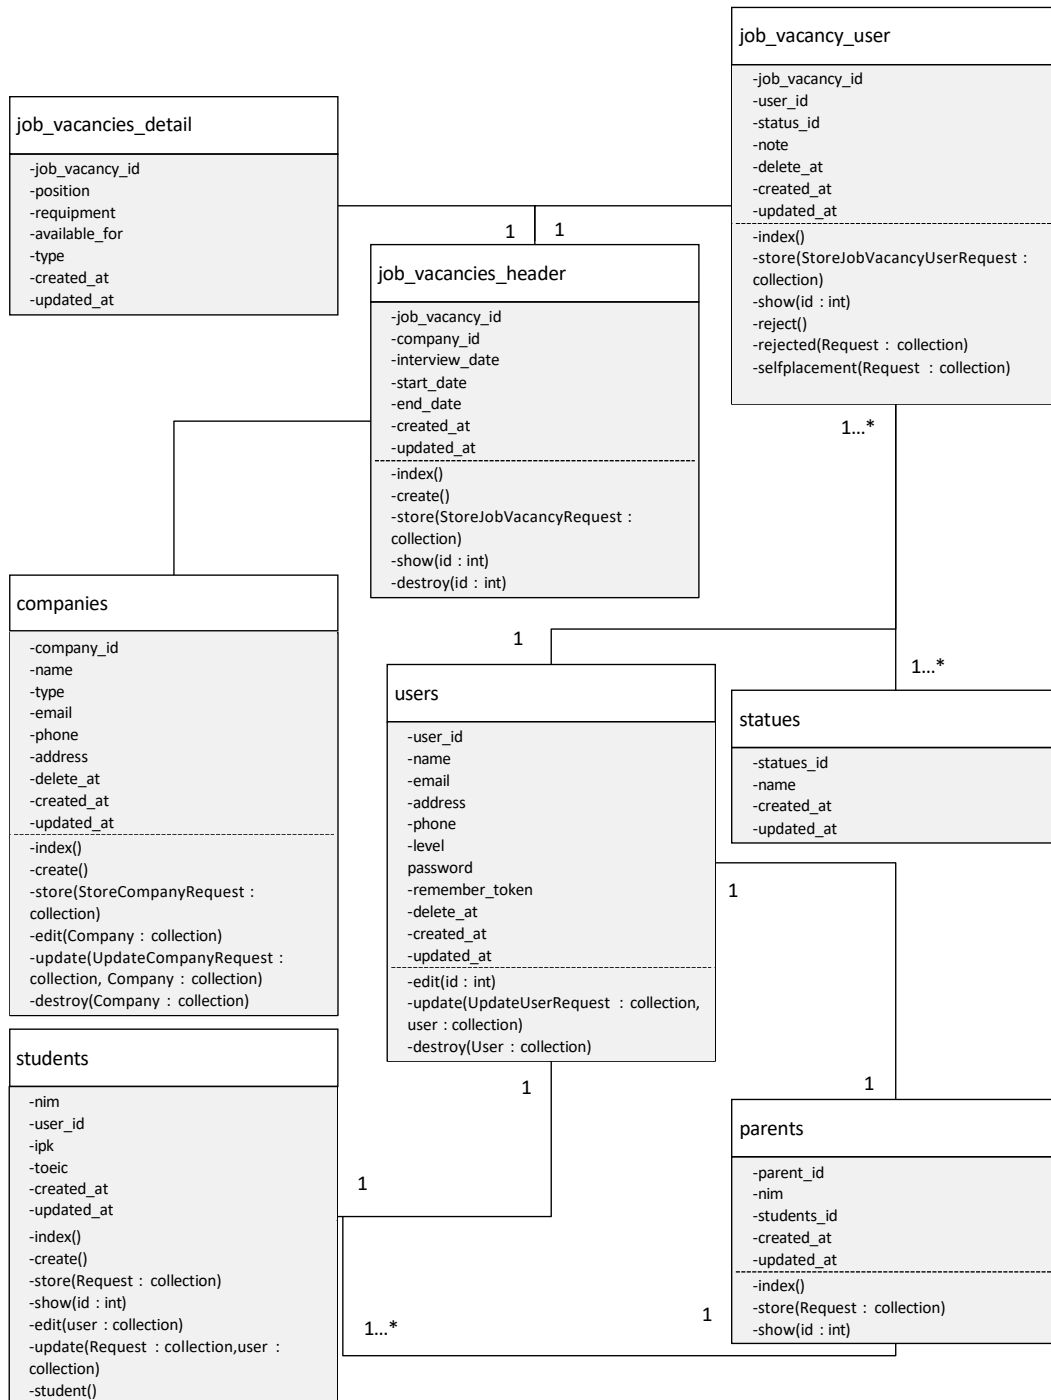 job_vacancy_user
-job_vacancy_id
-user_id
-status_id
-note
-delete_at
-created_at
-updated_at
-index()
-store(StoreJobVacancyUserRequest :
collection)
-show(id : int)
-reject()
-rejected(Request : collection)
-selfplacement(Request : collection)
job_vacancies_detail
-job_vacancy_id
-position
-requipment
-available_for
-type
-created_at
-updated_at
1 1
job_vacancies_header
-job_vacancy_id
-company_id
-interview_date
-start_date
-end_date
-created_at
-updated_at
-index()
-create()
-store(StoreJobVacancyRequest :
collection)
-show(id : int)
-destroy(id : int)
1...*
companies
-company_id
-name
-type
-email
-phone
-address
-delete_at
-created_at
-updated_at
-index()
-create()
-store(StoreCompanyRequest :
collection)
-edit(Company : collection)
-update(UpdateCompanyRequest :
collection, Company : collection)
-destroy(Company : collection)
1
1...*
users
-user_id
-name
-email
-address
-phone
-level
password
-remember_token
-delete_at
-created_at
-updated_at
-edit(id : int)
-update(UpdateUserRequest : collection,
user : collection)
-destroy(User : collection)
statues
-statues_id
-name
-created_at
-updated_at
1
1
1
students
-nim
-user_id
-ipk
-toeic
-created_at
-updated_at
-index()
-create()
-store(Request : collection)
-show(id : int)
-edit(user : collection)
-update(Request : collection,user :
collection)
-student()
1
1...*
1
parents
-parent_id
-nim
-students_id
-created_at
-updated_at
-index()
-store(Request : collection)
-show(id : int)